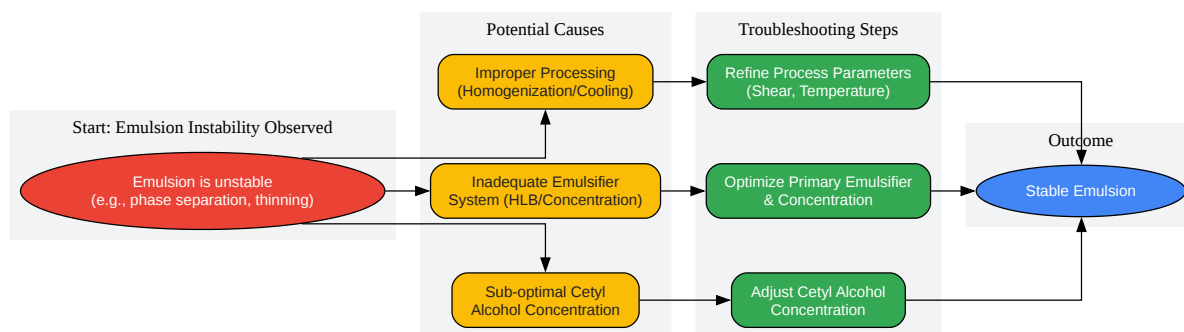 Potential Causes
Troubleshooting Steps
Improper Processing
(Homogenization/Cooling)
Refine Process Parameters
(Shear, Temperature)
Start: Emulsion Instability Observed
Outcome
Emulsion is unstable
(e.g., phase separation, thinning)
Inadequate Emulsifier
System (HLB/Concentration)
Optimize Primary Emulsifier
& Concentration
Stable Emulsion
Sub-optimal Cetyl
Alcohol Concentration
Adjust Cetyl Alcohol
Concentration